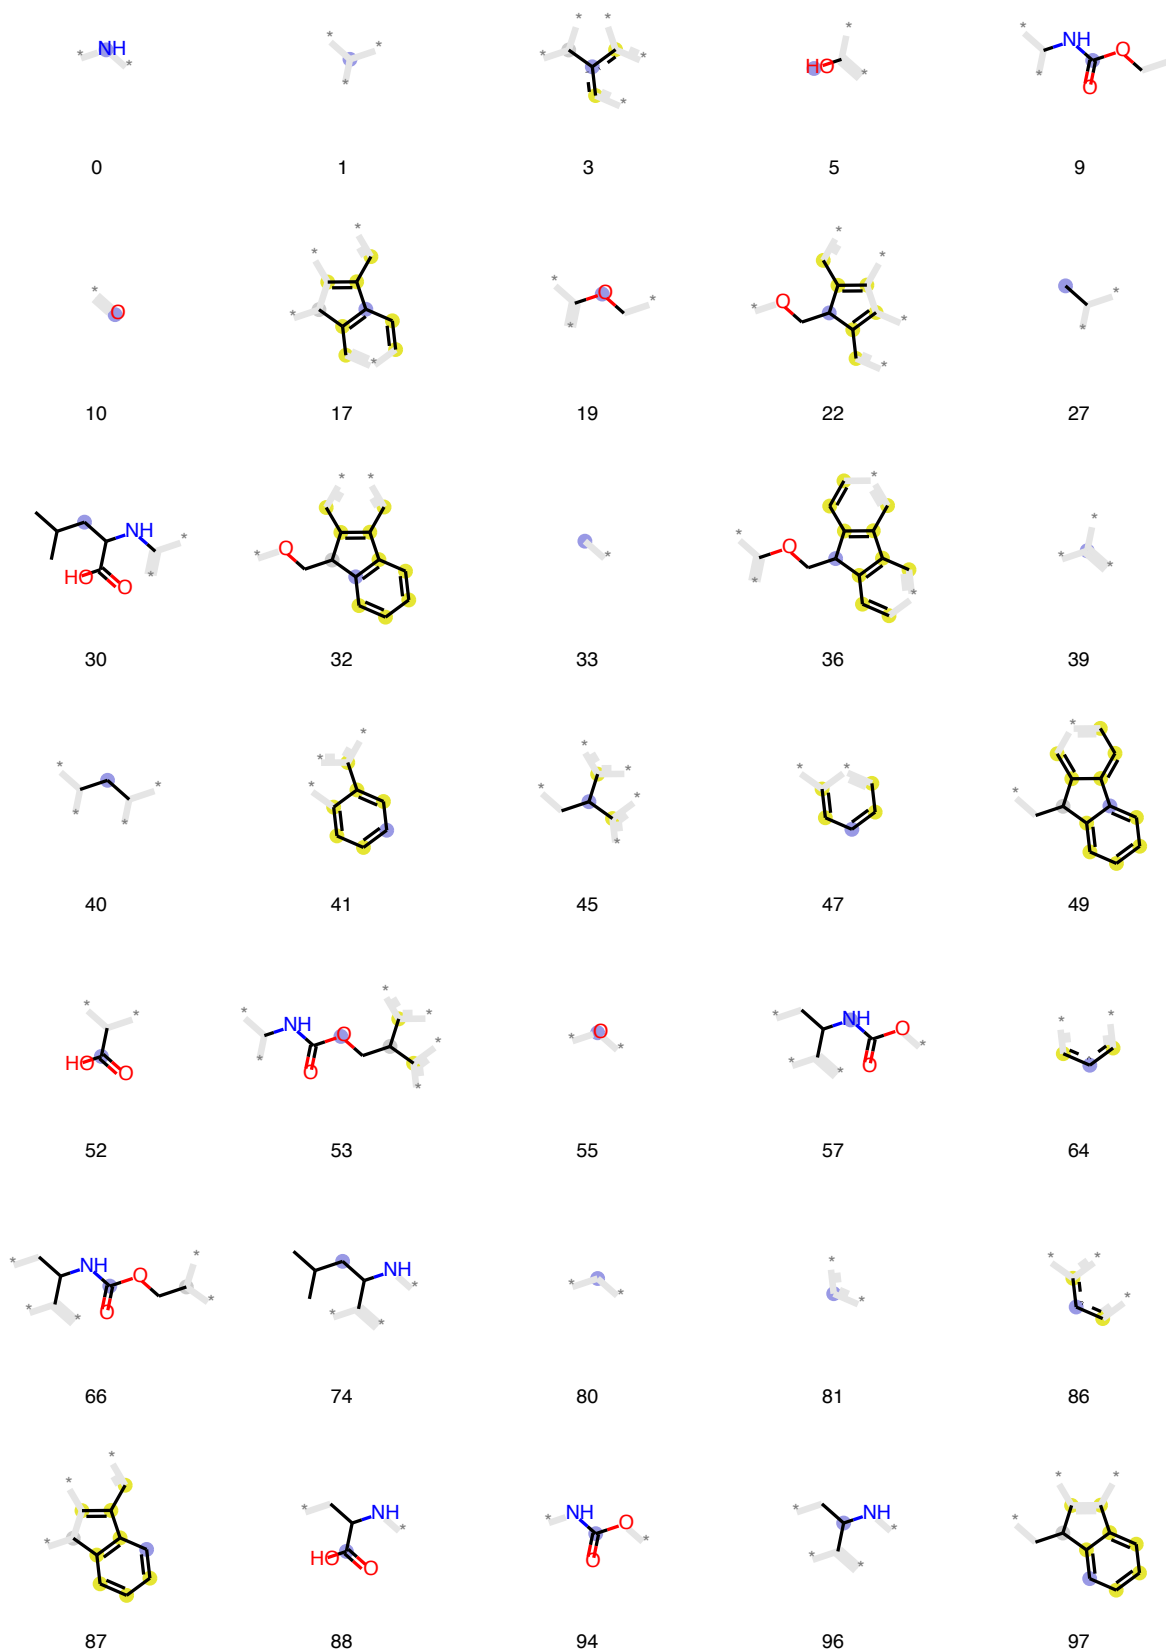 * NH *
* * *
* * * * *
HO * *
* * NH O O
0 1 3 5 9
* O
* * * *
* * O *
* O * * *
* *
10 17 19 22 27
NH * * HO O
* O * *
*
* * O * *
* * *
30 32 33 36 39
* * * *
* * *
* * * * *
* *
* *
40 41 45 47 49
* * HO O
* * NH O O * * * *
* O *
* NH O O * * *
* *
52 53 55 57 64
* NH O O * * * *
NH * * *
* *
* *
* * *
66 74 80 81 86
* * *
* NH * HO O
* NH O O *
* NH * * *
* * *
87 88 94 96 97